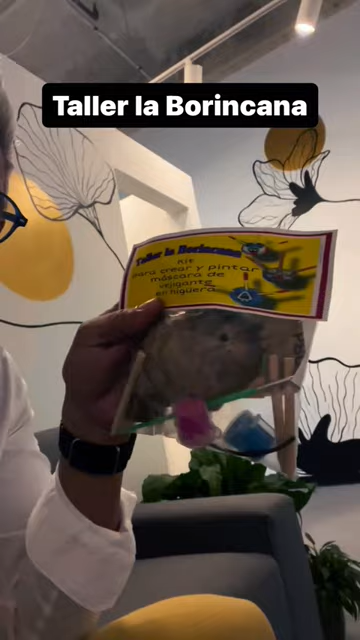 Taller la Borincana
Taller la Borincana
Kit
para crear y pintar
máscara de
vejigante
en higüera